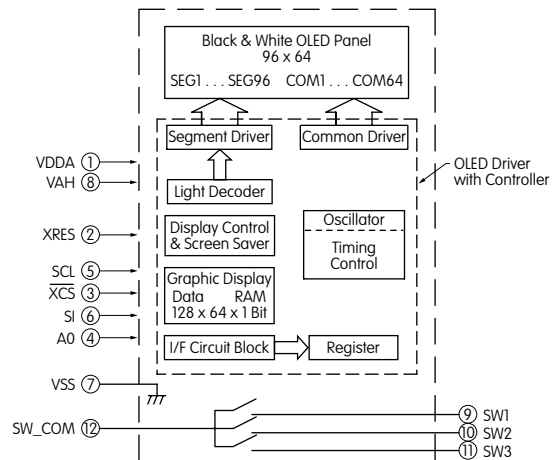 Black & White OLED Panel
96 x 64
SEG1 . . . SEG96 COM1 . . . COM64
Segment Driver
Common Driver
VDDA ①
VAH ⑧
OLED Driver
with Controller
Light Decoder
XRES ②
Display Control
& Screen Saver
Oscillator
Timing
Control
SCL ⑤
X̅C̅S̅ ③
SI ⑥
A0 ④
Graphic Display
Data RAM
128 x 64 x 1 Bit
I/F Circuit Block
Register
VSS ⑦
SW_COM ⑫
⑨ SW1
⑩ SW2
⑪ SW3